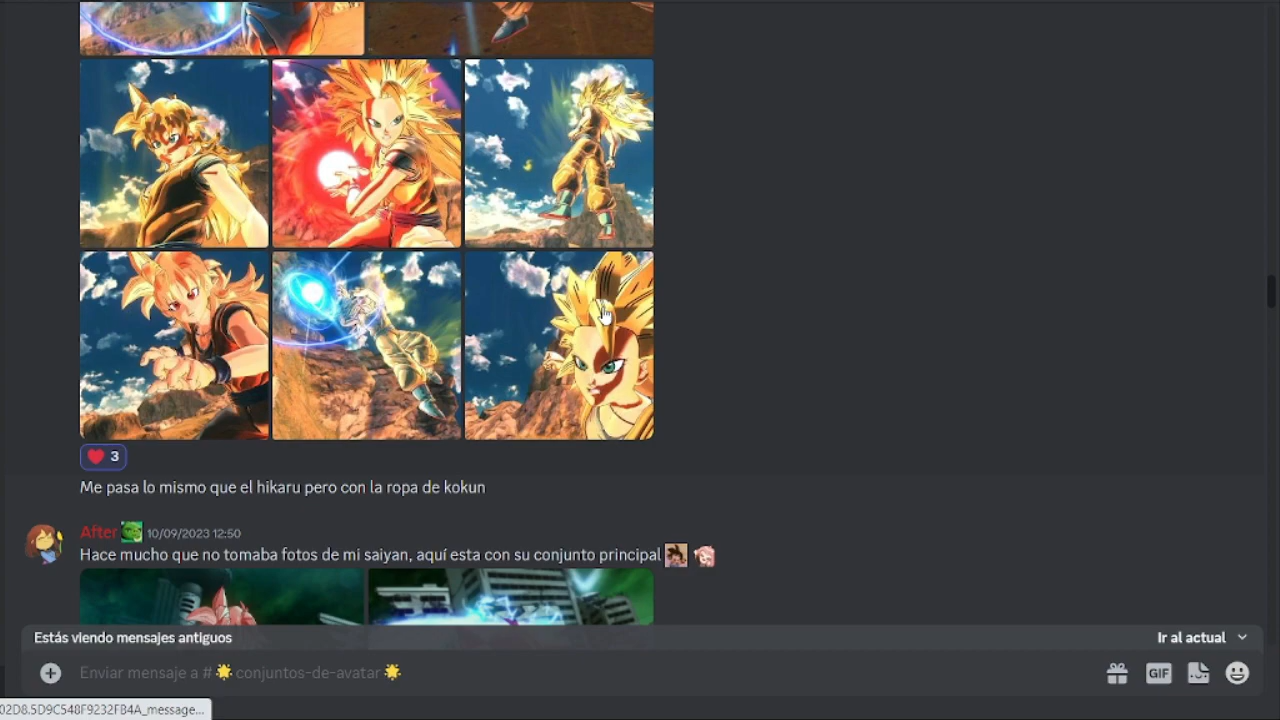 3
Me pasa lo mismo que el hikaru pero con la ropa de kokun
After 10/09/2023 12:50
Hace mucho que no tomaba fotos de mi saiyan, aquí esta con su conjunto principal
Estás viendo mensajes antiguos Ir al actual
Enviar mensaje a # 🌟 conjuntos-de-avatar 🌟
GIF
02D8.5D9C548F9232FB4A_message...